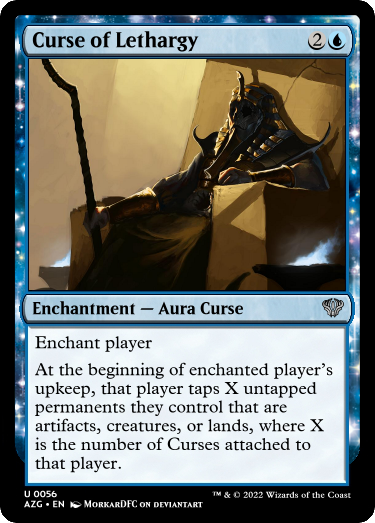 Curse of Lethargy 2
Enchantment — Aura Curse
Enchant player
At the beginning of enchanted player's
upkeep, that player taps X untapped
permanents they control that are
artifacts, creatures, or lands, where X
is the number of Curses attached to
that player.
U 0056 ™ & © 2022 Wizards of the Coast
AZG • EN MorkarDFC on deviantart